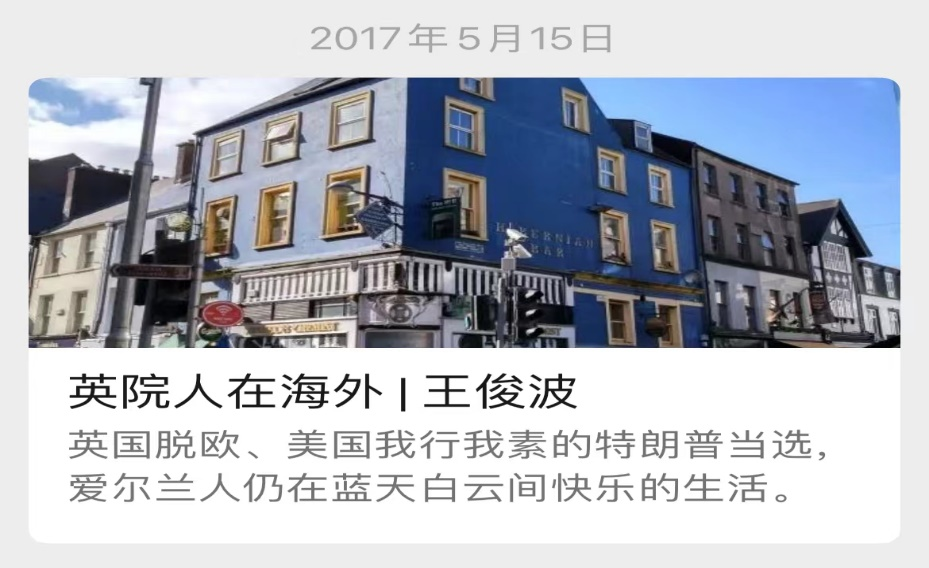 2017年5月15日
HIBERNIAN
BAR
英院人在海外 | 王俊波
英国脱欧、美国我行我素的特朗普当选，
爱尔兰人仍在蓝天白云间快乐的生活。